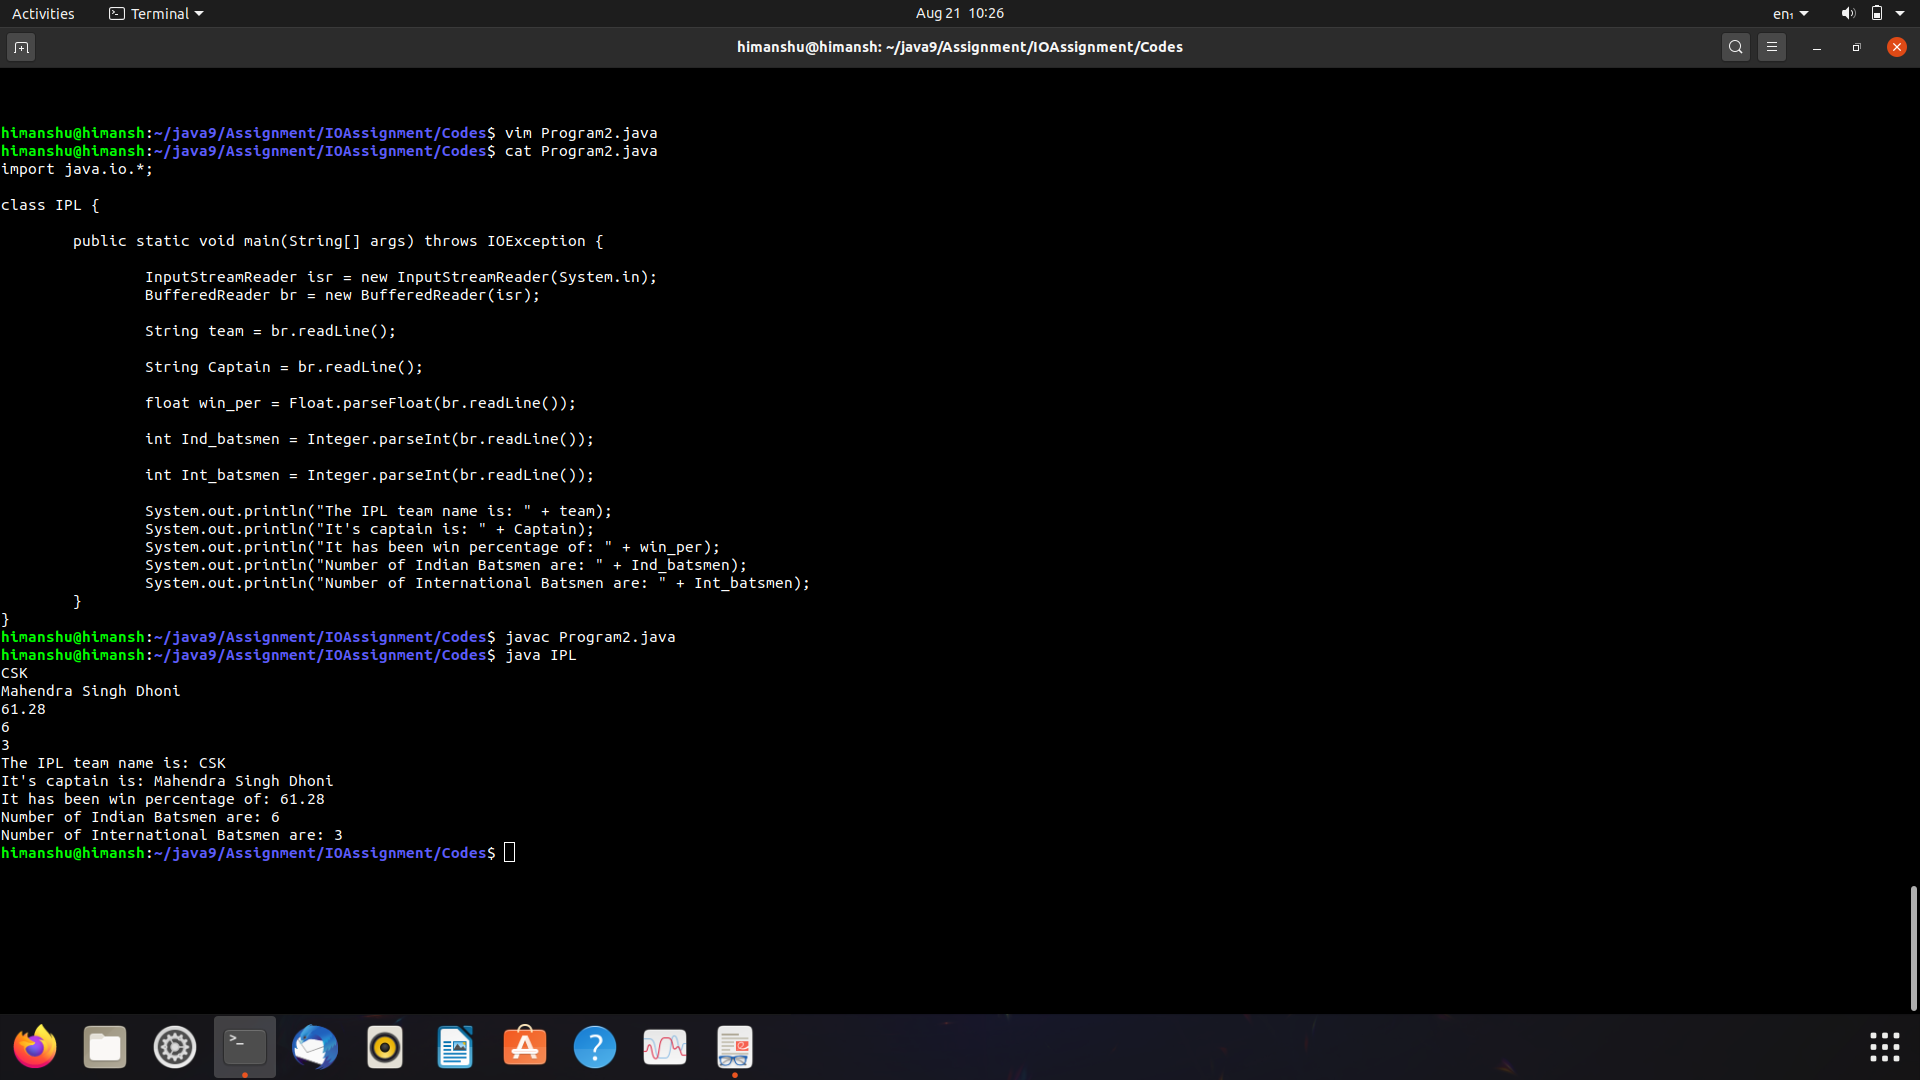 Activities
Terminal
Aug 21 10:26
en₁
himanshu@himansh: ~/java9/Assignment/IOAssignment/Codes
himanshu@himansh:~/java9/Assignment/IOAssignment/Codes$ vim Program2.java
himanshu@himansh:~/java9/Assignment/IOAssignment/Codes$ cat Program2.java
import java.io.*;
class IPL {
public static void main(String[] args) throws IOException {
InputStreamReader isr = new InputStreamReader(System.in);
BufferedReader br = new BufferedReader(isr);
String team = br.readLine();
String Captain = br.readLine();
float win_per = Float.parseFloat(br.readLine());
int Ind_batsmen = Integer.parseInt(br.readLine());
int Int_batsmen = Integer.parseInt(br.readLine());
System.out.println("The IPL team name is: " + team);
System.out.println("It's captain is: " + Captain);
System.out.println("It has been win percentage of: " + win_per);
System.out.println("Number of Indian Batsmen are: " + Ind_batsmen);
System.out.println("Number of International Batsmen are: " + Int_batsmen);
}
}
himanshu@himansh:~/java9/Assignment/IOAssignment/Codes$ javac Program2.java
himanshu@himansh:~/java9/Assignment/IOAssignment/Codes$ java IPL
CSK
Mahendra Singh Dhoni
61.28
6
3
The IPL team name is: CSK
It's captain is: Mahendra Singh Dhoni
It has been win percentage of: 61.28
Number of Indian Batsmen are: 6
Number of International Batsmen are: 3
himanshu@himansh:~/java9/Assignment/IOAssignment/Codes$